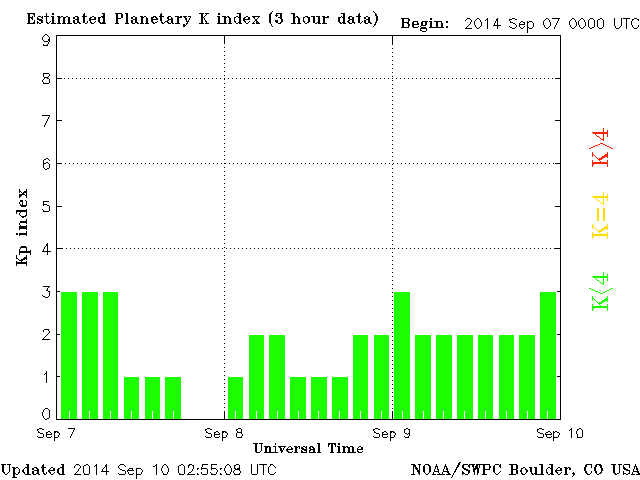 Estimated Planetary K index (3 hour data) Begin: 2014 Sep 07 0000 UTC
9
8
7
6
5
4
3
2
1
0
Kp index
K>4
K=4
K<4
Sep 7 Sep 8 Sep 9 Sep 10
Universal Time
Updated 2014 Sep 10 02:55:08 UTC NOAA/SWPC Boulder, CO USA